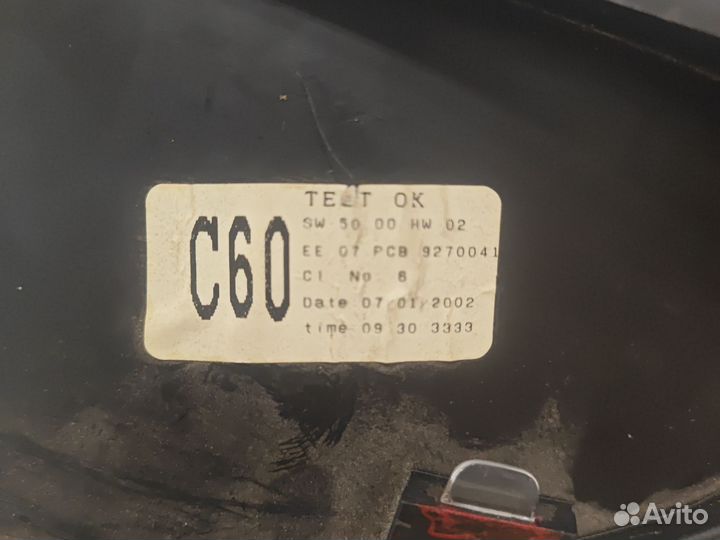 TEST OK
C60
SW 50 00 HW 02
EE 07 PCB 9270041
CI No 6
Date 07 01 2002
time 09 30 3333
Avito